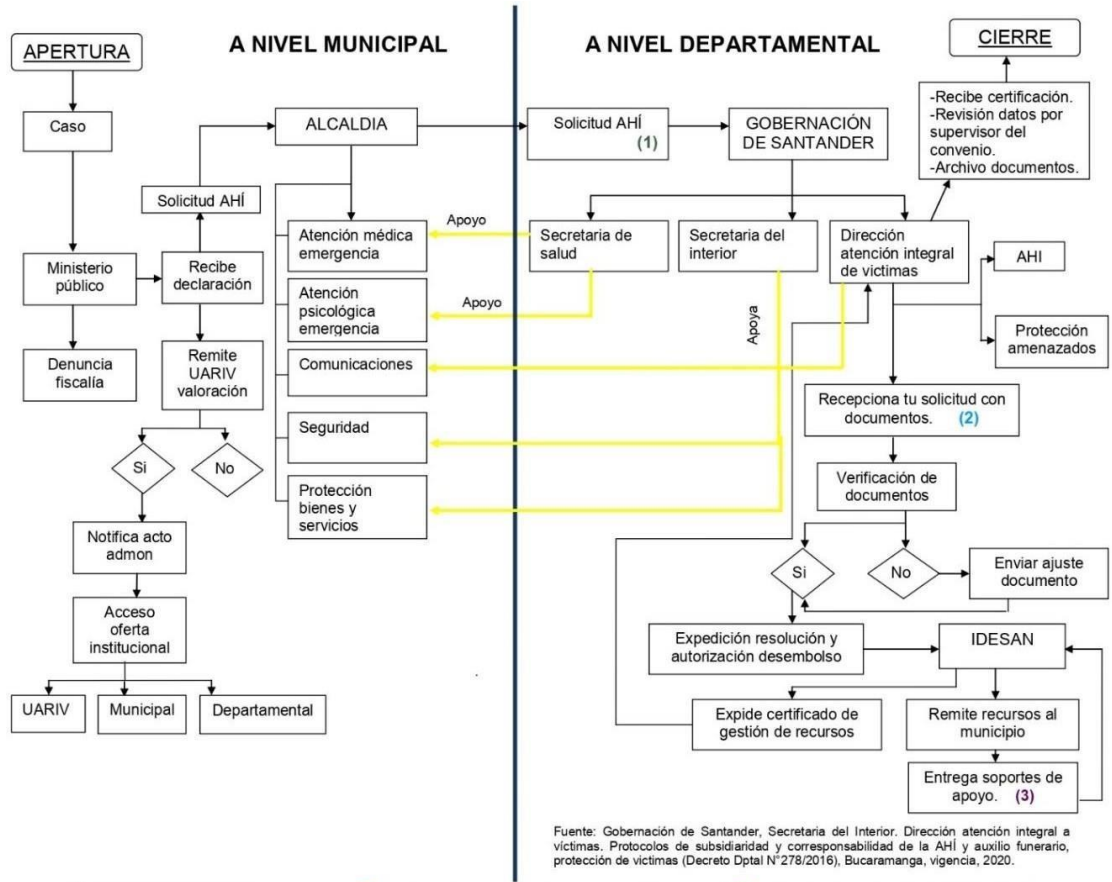 APERTURA
A NIVEL MUNICIPAL
A NIVEL DEPARTAMENTAL
CIERRE
Caso
ALCALDIA
Solicitud AHÍ
(1)
GOBERNACIÓN
DE SANTANDER
-Recibe certificación.
-Revisión datos por
supervisor del
convenio.
-Archivo documentos.
Solicitud AHÍ
Ministerio
público
Recibe
declaración
Denuncia
fiscalía
Remite
UARIV
valoración
Si
No
Notifica acto
admon
Acceso
oferta
institucional
UARIV
Municipal
Departamental
Atención médica
emergencia
Atención
psicológica
emergencia
Comunicaciones
Seguridad
Protección
bienes y
servicios
Apoyo
Apoyo
Apoya
Secretaria de
salud
Secretaria del
interior
Dirección
atención integral
de victimas
AHI
Protección
amenazados
Recepciona tu solicitud con
documentos. (2)
Verificación de
documentos
Si
No
Enviar ajuste
documento
Expedición resolución y
autorización desembolso
IDESAN
Expide certificado de
gestión de recursos
Remite recursos al
municipio
Entrega soportes de
apoyo. (3)
Fuente: Gobernación de Santander, Secretaria del Interior. Dirección atención integral a
víctimas. Protocolos de subsidiaridad y corresponsabilidad de la AHÍ y auxilio funerario,
protección de victimas (Decreto Dptal N°278/2016), Bucaramanga, vigencia, 2020.